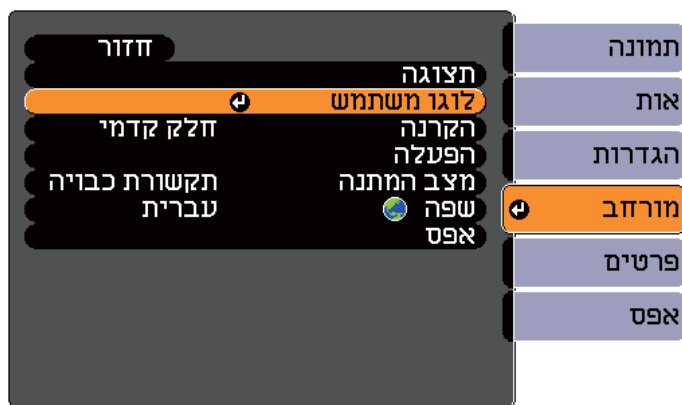 תמונה
אות
הגדרות
מורחב
פרטים
אפס
חזור
תצוגה
לוגו משתמש
הקרנה חלק קדמי
הפעלה
מצב המתנה תקשורת כבויה
שפה עברית
אפס